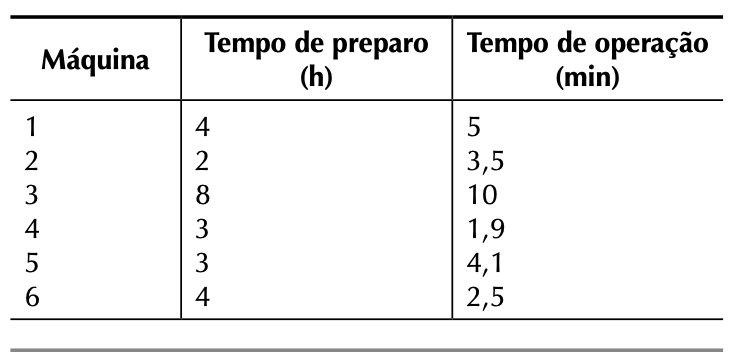 Máquina Tempo de preparo (h) Tempo de operação (min)
1 4 5
2 2 3,5
3 8 10
4 3 1,9
5 3 4,1
6 4 2,5